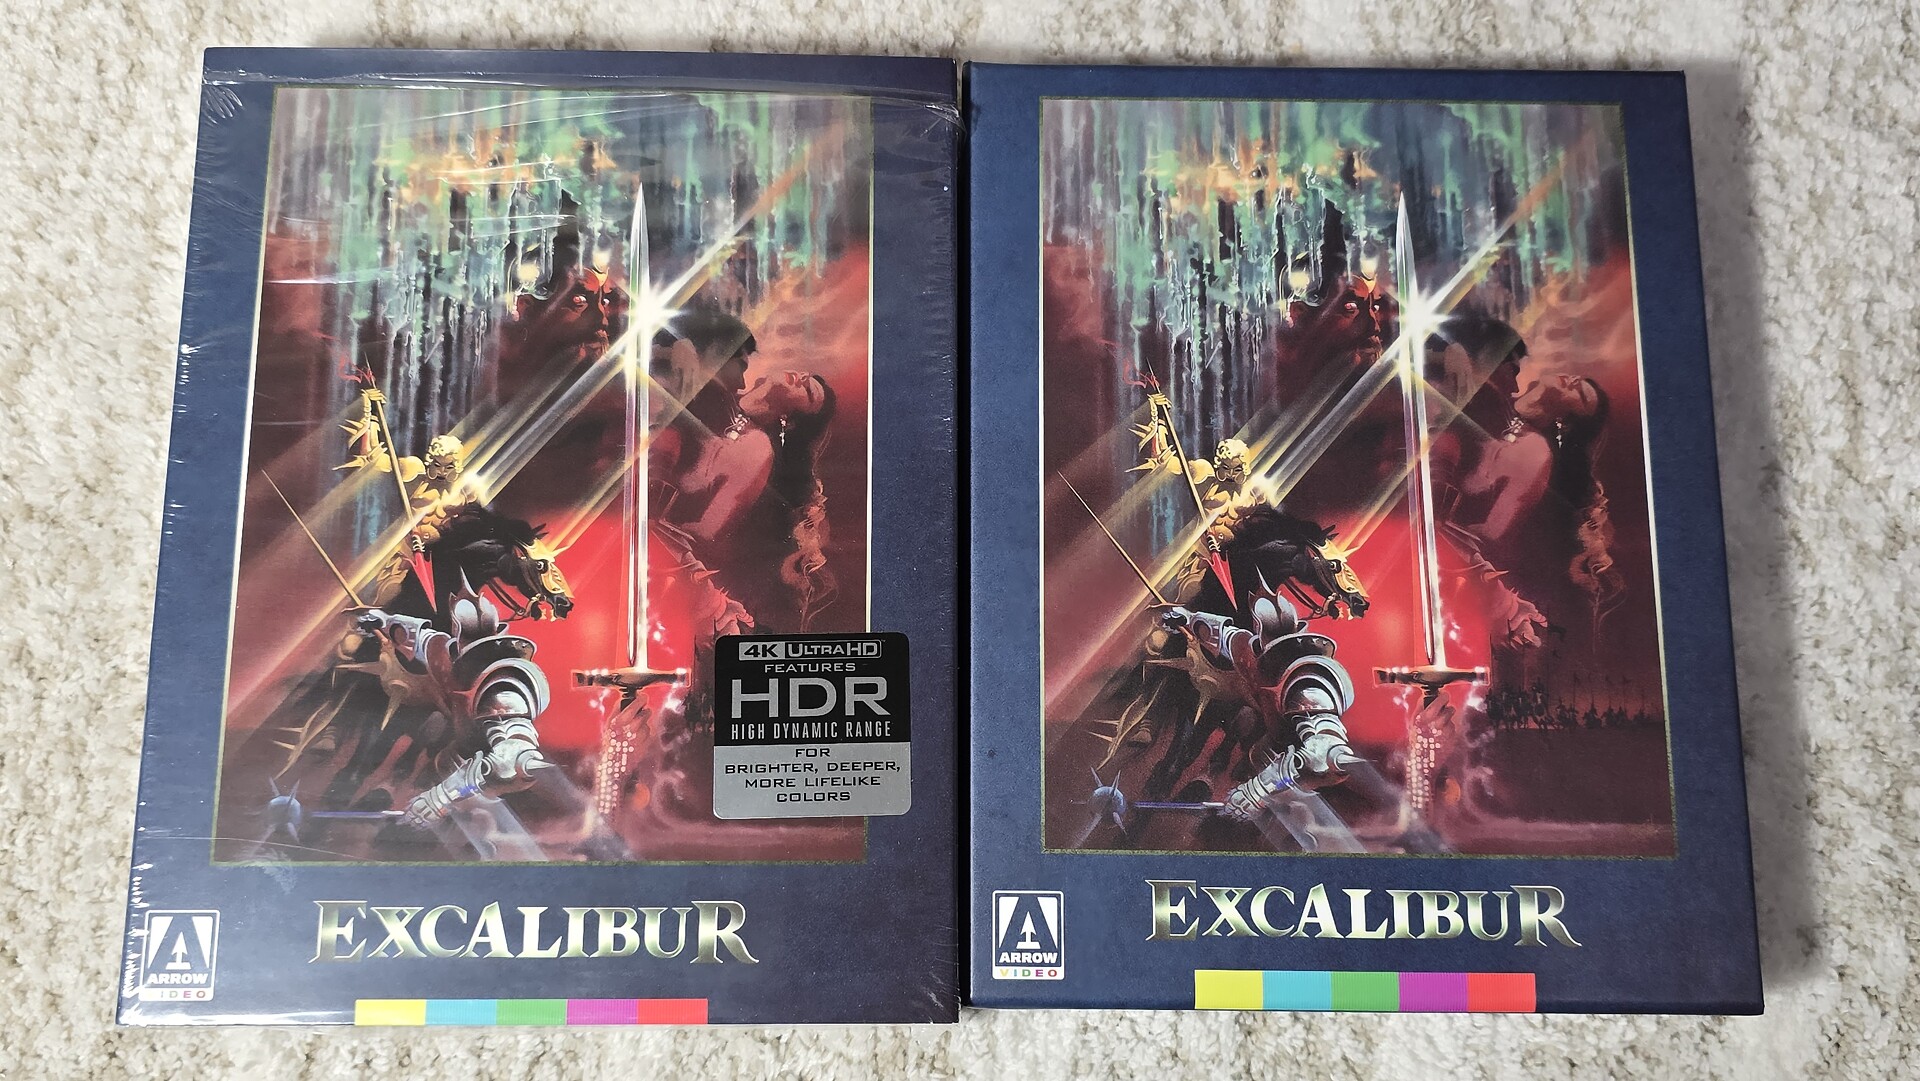 4K ULTRA HD
FEATURES
HDR
HIGH DYNAMIC RANGE
FOR
BRIGHTER, DEEPER,
MORE LIFELIKE
COLORS
EXCALIBUR
ARROW
VIDEO
EXCALIBUR
ARROW
VIDEO